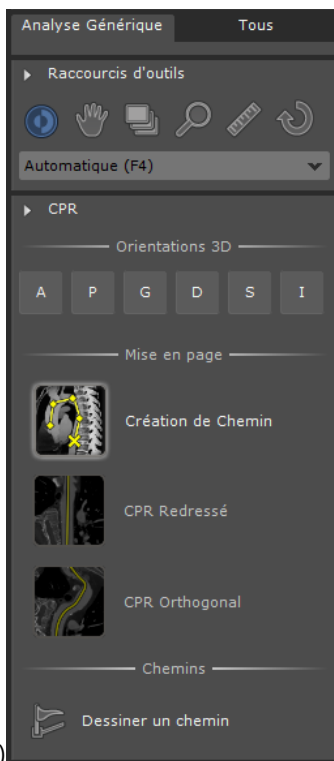 Analyse Générique
Tous
Raccourcis d'outils
Automatique (F4)
CPR
Orientations 3D
A P G D S I
Mise en page
Création de Chemin
CPR Redressé
CPR Orthogonal
Chemins
Dessiner un chemin
)